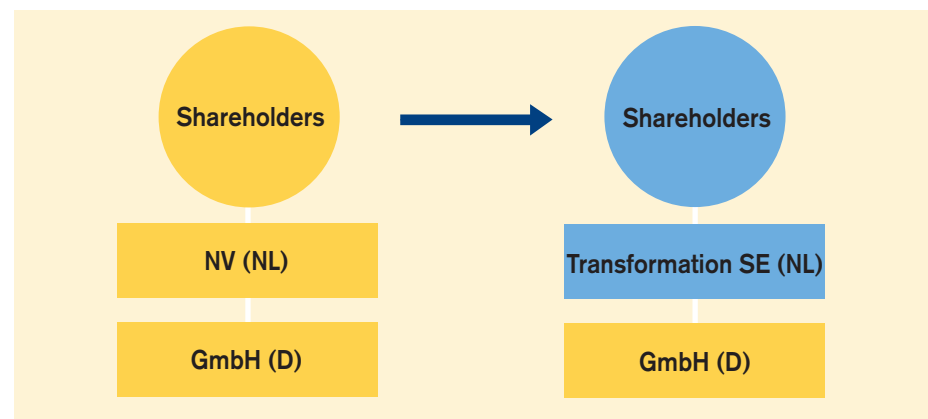 Shareholders
NV (NL)
GmbH (D)
Shareholders
Transformation SE (NL)
GmbH (D)